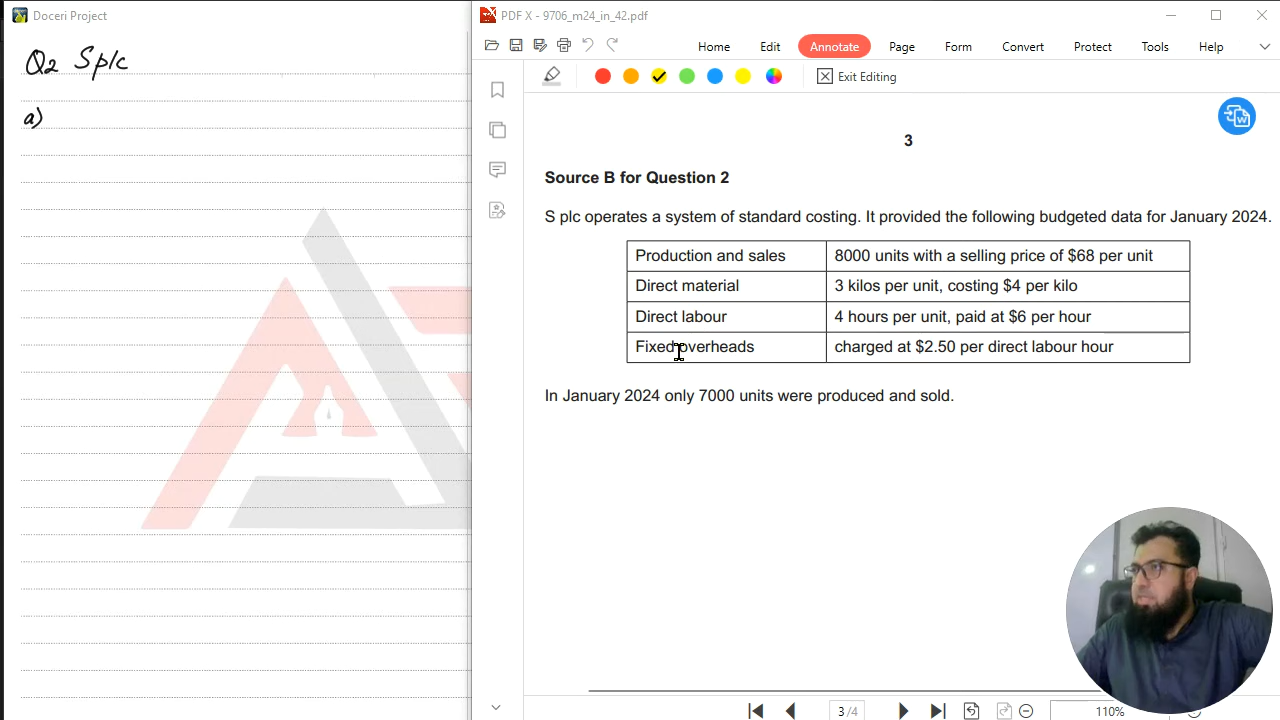 Doceri Project
Q2 S plc
a)
PDF X - 9706_m24_in_42.pdf
Home Edit Annotate Page Form Convert Protect Tools Help
Exit Editing
3
Source B for Question 2
S plc operates a system of standard costing. It provided the following budgeted data for January 2024.
Production and sales 8000 units with a selling price of $68 per unit
Direct material 3 kilos per unit, costing $4 per kilo
Direct labour 4 hours per unit, paid at $6 per hour
Fixed overheads charged at $2.50 per direct labour hour
In January 2024 only 7000 units were produced and sold.
3 /4 110%